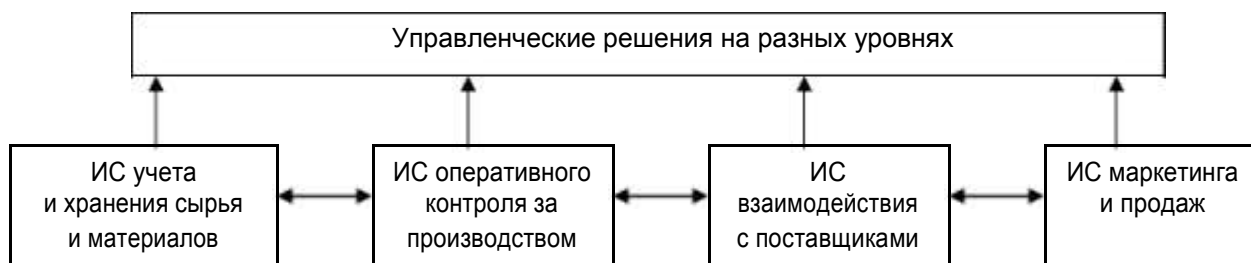 Управленческие решения на разных уровнях
ИС учета
и хранения сырья
и материалов
ИС оперативного
контроля за
производством
ИС
взаимодействия
с поставщиками
ИС маркетинга
и продаж